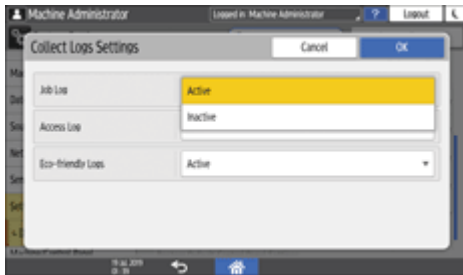 Machine Administrator
Logged in: Machine Administrator
?
Logout
Collect Logs Settings
Cancel
OK
Job Log
Active
Inactive
Access Log
Eco-friendly Logs
Active